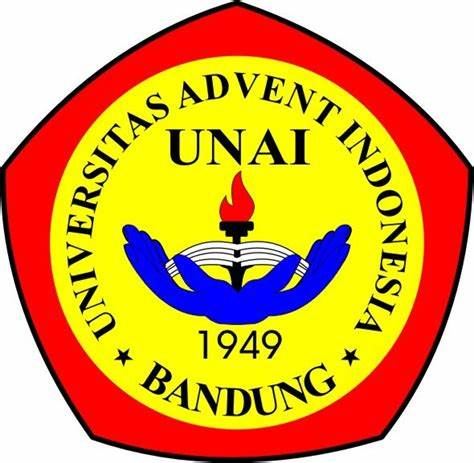 UNIVERSITAS ADVENT INDONESIA
UNAI
1949
★ BANDUNG ★